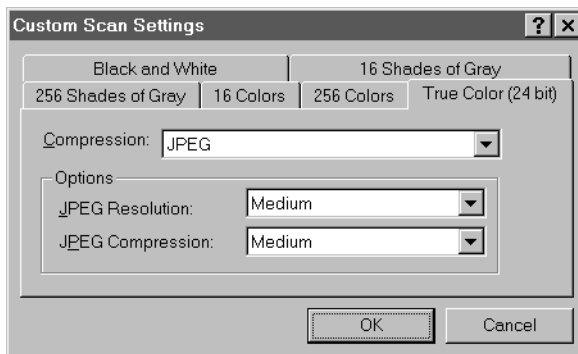 Custom Scan Settings
Black and White 16 Shades of Gray
256 Shades of Gray 16 Colors 256 Colors True Color (24 bit)
Compression: JPEG
Options
JPEG Resolution: Medium
JPEG Compression: Medium
OK Cancel